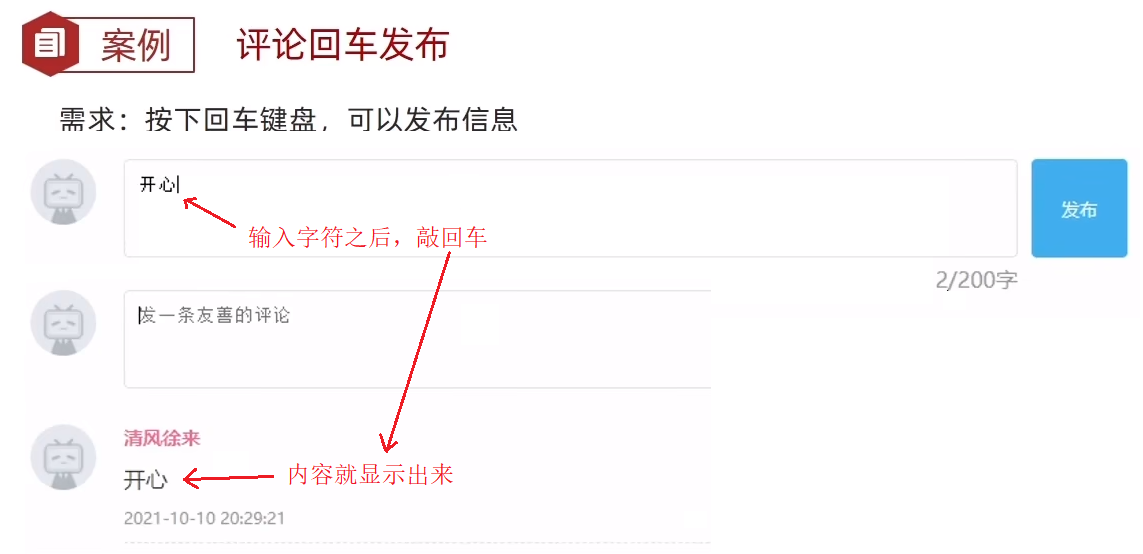 案例 评论回车发布
需求：按下回车键盘，可以发布信息
开心
发布
输入字符之后，敲回车
2/200字
发一条友善的评论
清风徐来
开心
内容就显示出来
2021-10-10 20:29:21